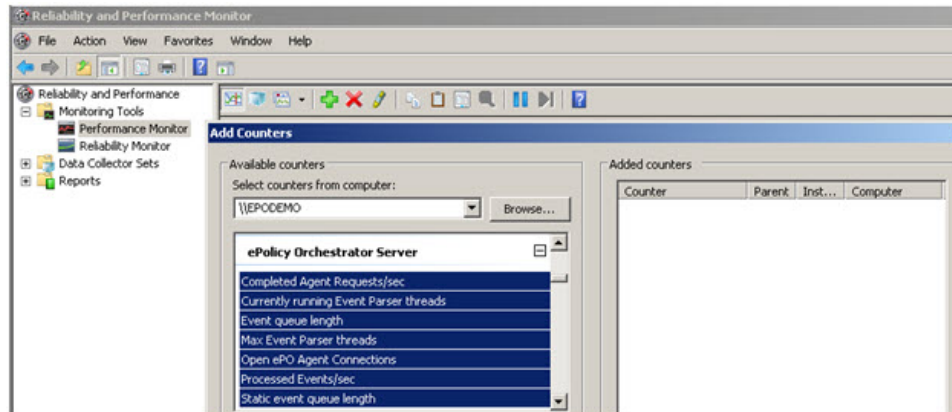 Reliability and Performance Monitor
File Action View Favorites Window Help
Reliability and Performance
Monitoring Tools
Performance Monitor
Reliability Monitor
Data Collector Sets
Reports
Add Counters
Available counters
Select counters from computer:
\\EPODEMO
Browse...
ePolicy Orchestrator Server
Completed Agent Requests/sec
Currently running Event Parser threads
Event queue length
Max Event Parser threads
Open ePO Agent Connections
Processed Events/sec
Static event queue length
Added counters
Counter Parent Inst... Computer